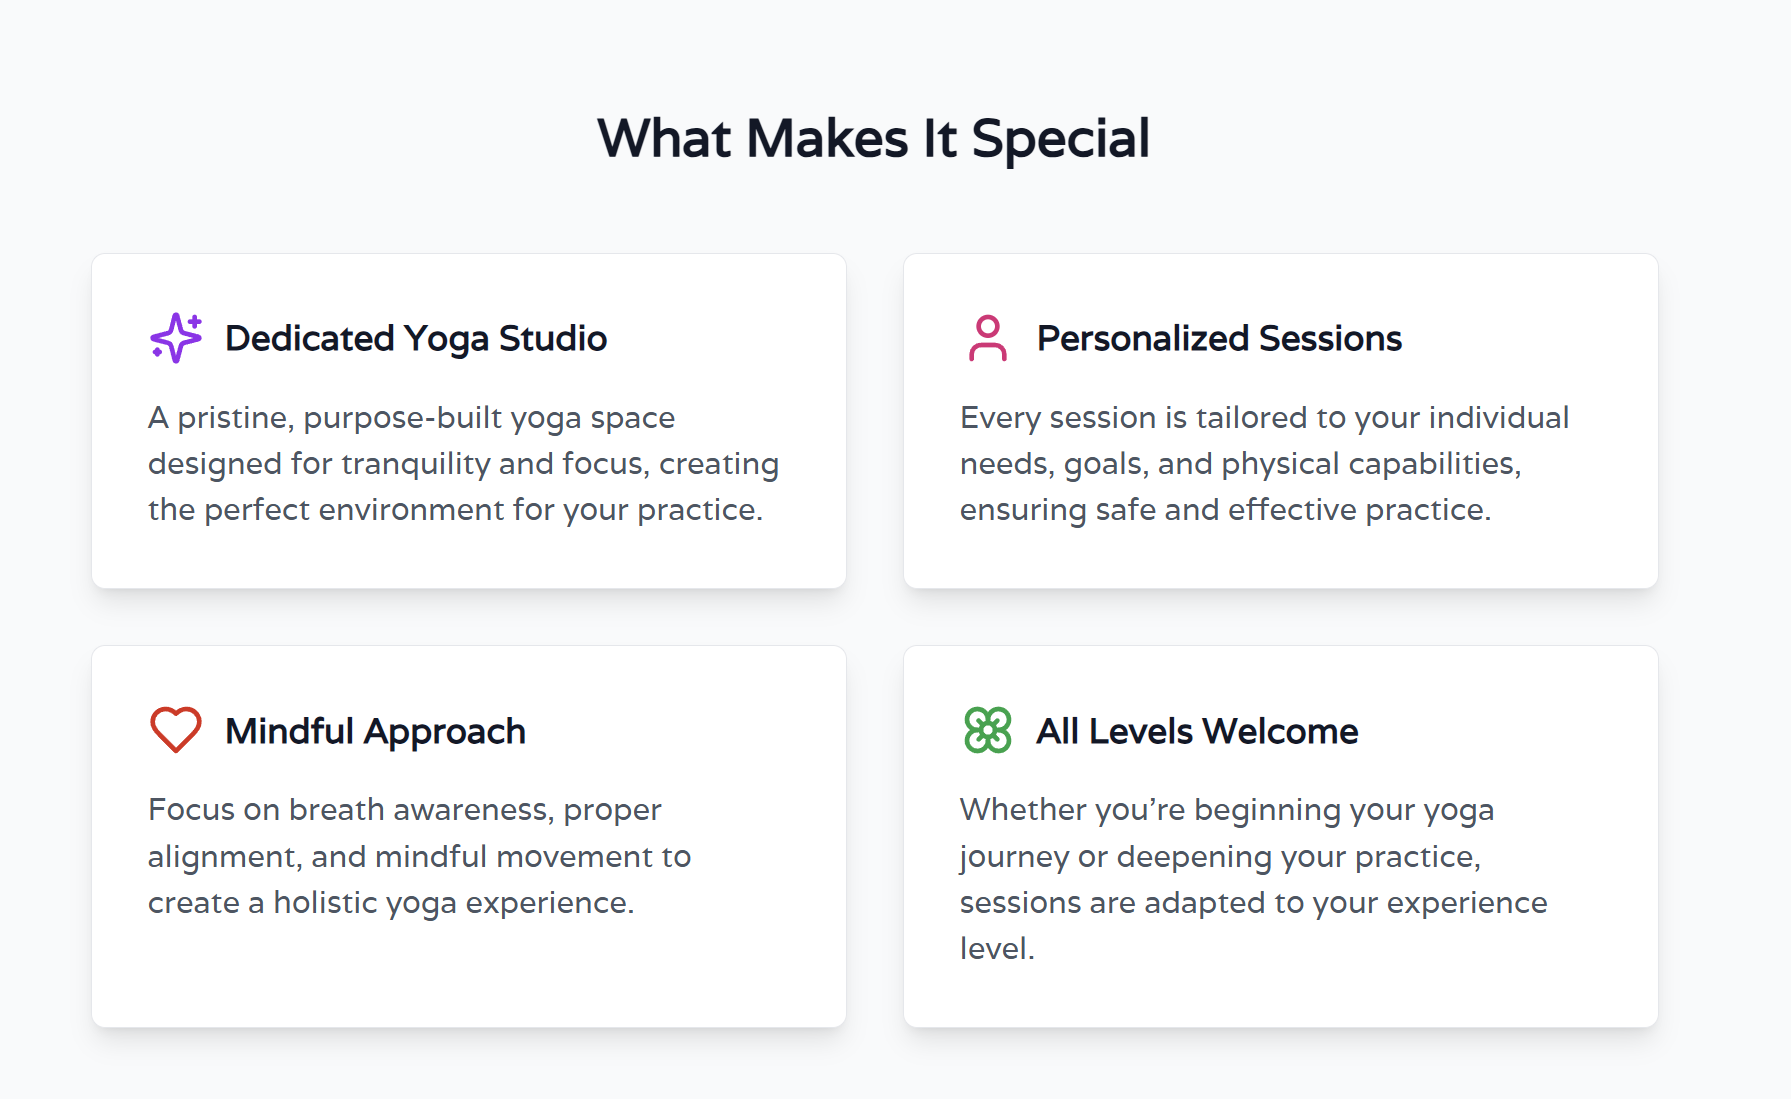 What Makes It Special
Dedicated Yoga Studio
A pristine, purpose-built yoga space
designed for tranquility and focus, creating
the perfect environment for your practice.
Personalized Sessions
Every session is tailored to your individual
needs, goals, and physical capabilities,
ensuring safe and effective practice.
Mindful Approach
Focus on breath awareness, proper
alignment, and mindful movement to
create a holistic yoga experience.
All Levels Welcome
Whether you’re beginning your yoga
journey or deepening your practice,
sessions are adapted to your experience
level.